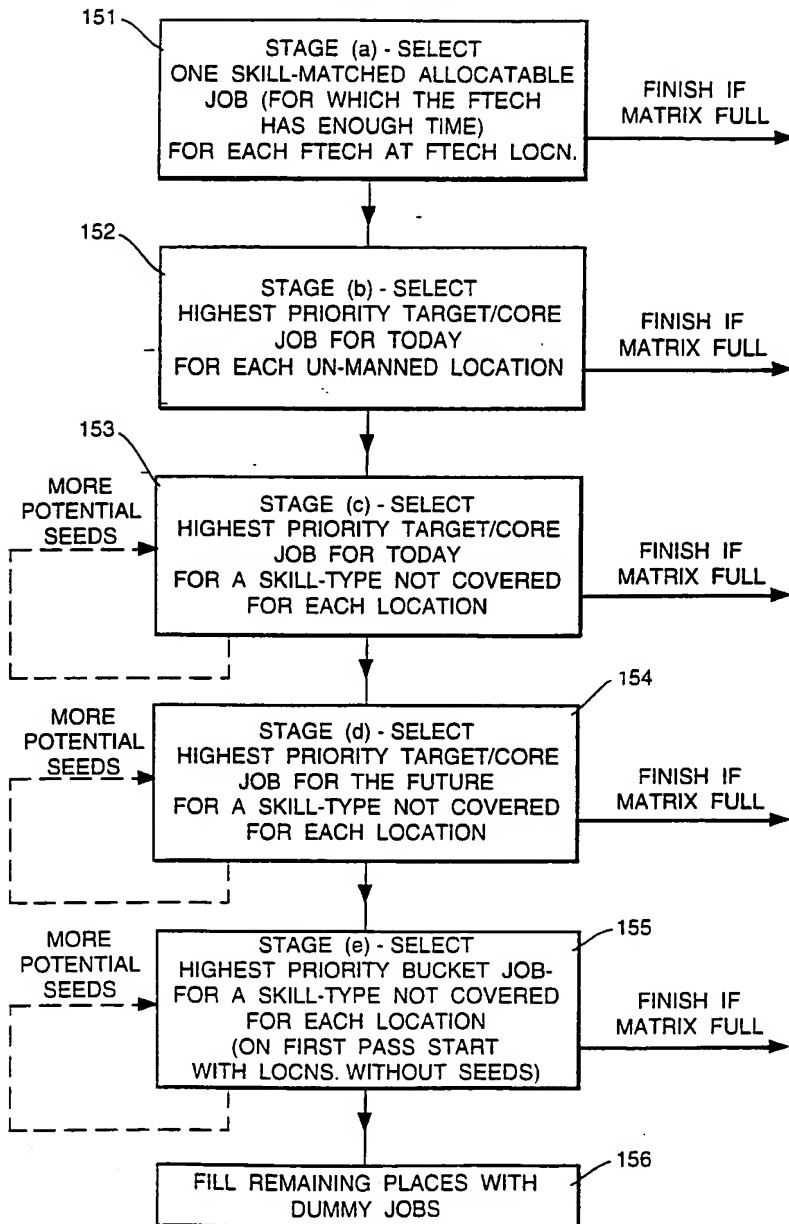 151
STAGE (a) - SELECT
ONE SKILL-MATCHED ALLOCATABLE
JOB (FOR WHICH THE FTECH
HAS ENOUGH TIME)
FOR EACH FTECH AT FTECH LOCN.
FINISH IF
MATRIX FULL
152
STAGE (b) - SELECT
HIGHEST PRIORITY TARGET/CORE
JOB FOR TODAY
FOR EACH UN-MANNED LOCATION
FINISH IF
MATRIX FULL
153
MORE
POTENTIAL
SEEDS
STAGE (c) - SELECT
HIGHEST PRIORITY TARGET/CORE
JOB FOR TODAY
FOR A SKILL-TYPE NOT COVERED
FOR EACH LOCATION
FINISH IF
MATRIX FULL
154
MORE
POTENTIAL
SEEDS
STAGE (d) - SELECT
HIGHEST PRIORITY TARGET/CORE
JOB FOR THE FUTURE
FOR A SKILL-TYPE NOT COVERED
FOR EACH LOCATION
FINISH IF
MATRIX FULL
155
MORE
POTENTIAL
SEEDS
STAGE (e) - SELECT
HIGHEST PRIORITY BUCKET JOB-
FOR A SKILL-TYPE NOT COVERED
FOR EACH LOCATION
(ON FIRST PASS START
WITH LOCNS. WITHOUT SEEDS)
FINISH IF
MATRIX FULL
156
FILL REMAINING PLACES WITH
DUMMY JOBS